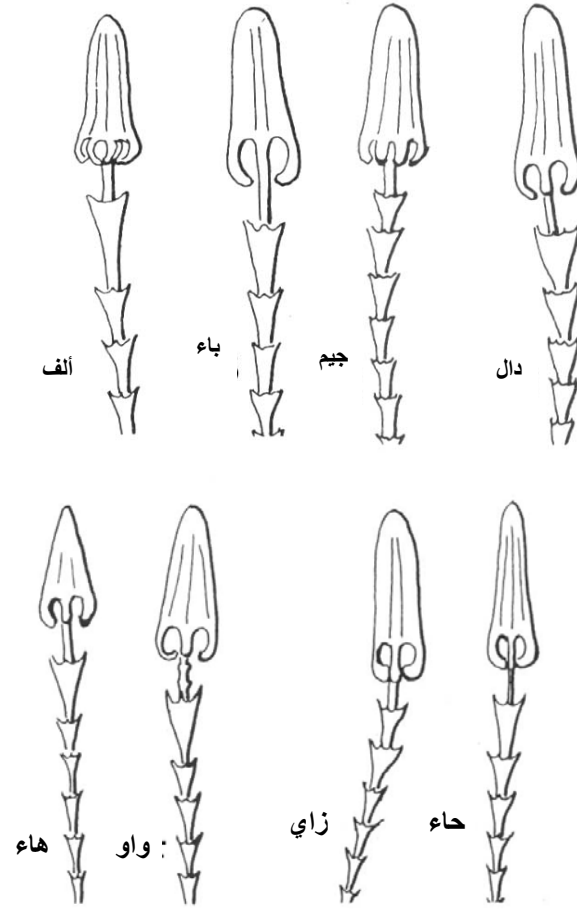 ألف
باء
جيم
دال
هاء
واو :
زاي
حاء